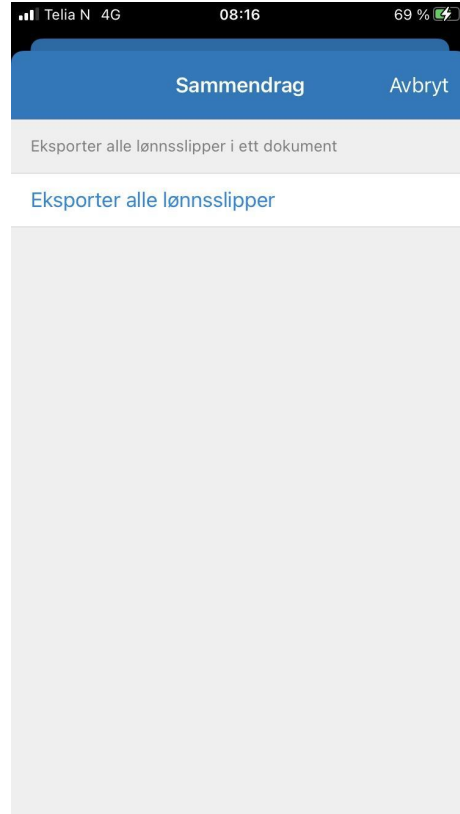 Telia N 4G 08:16 69 %
Sammendrag Avbryt
Eksporter alle lønnsslipper i ett dokument
Eksporter alle lønnsslipper